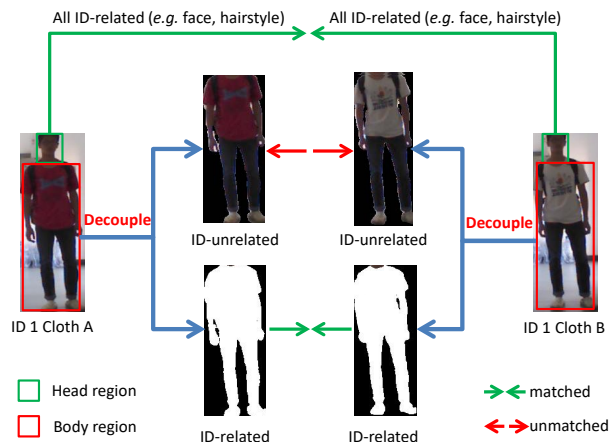 All ID-related (e.g. face, hairstyle)
All ID-related (e.g. face, hairstyle)
Decouple
Decouple
ID-unrelated
ID-unrelated
ID 1 Cloth A
ID 1 Cloth B
Head region
matched
Body region
unmatched
ID-related
ID-related